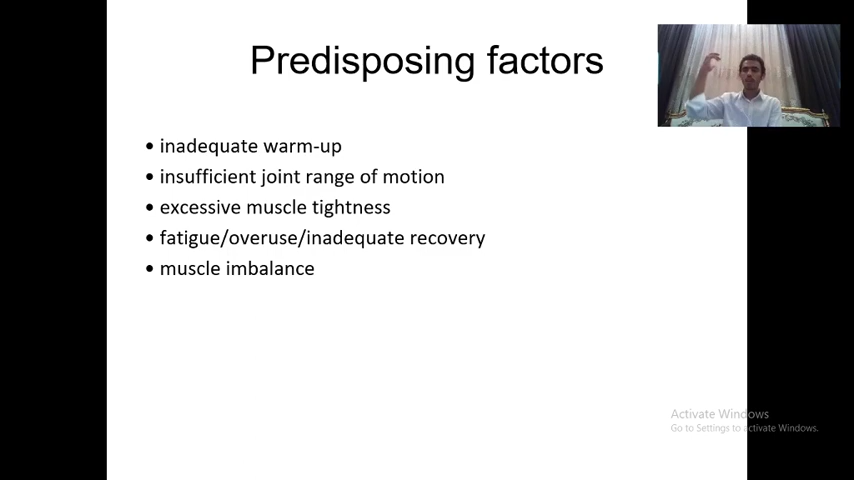 Predisposing factors
• inadequate warm-up
• insufficient joint range of motion
• excessive muscle tightness
• fatigue/overuse/inadequate recovery
• muscle imbalance
Activate Windows
Go to Settings to activate Windows.